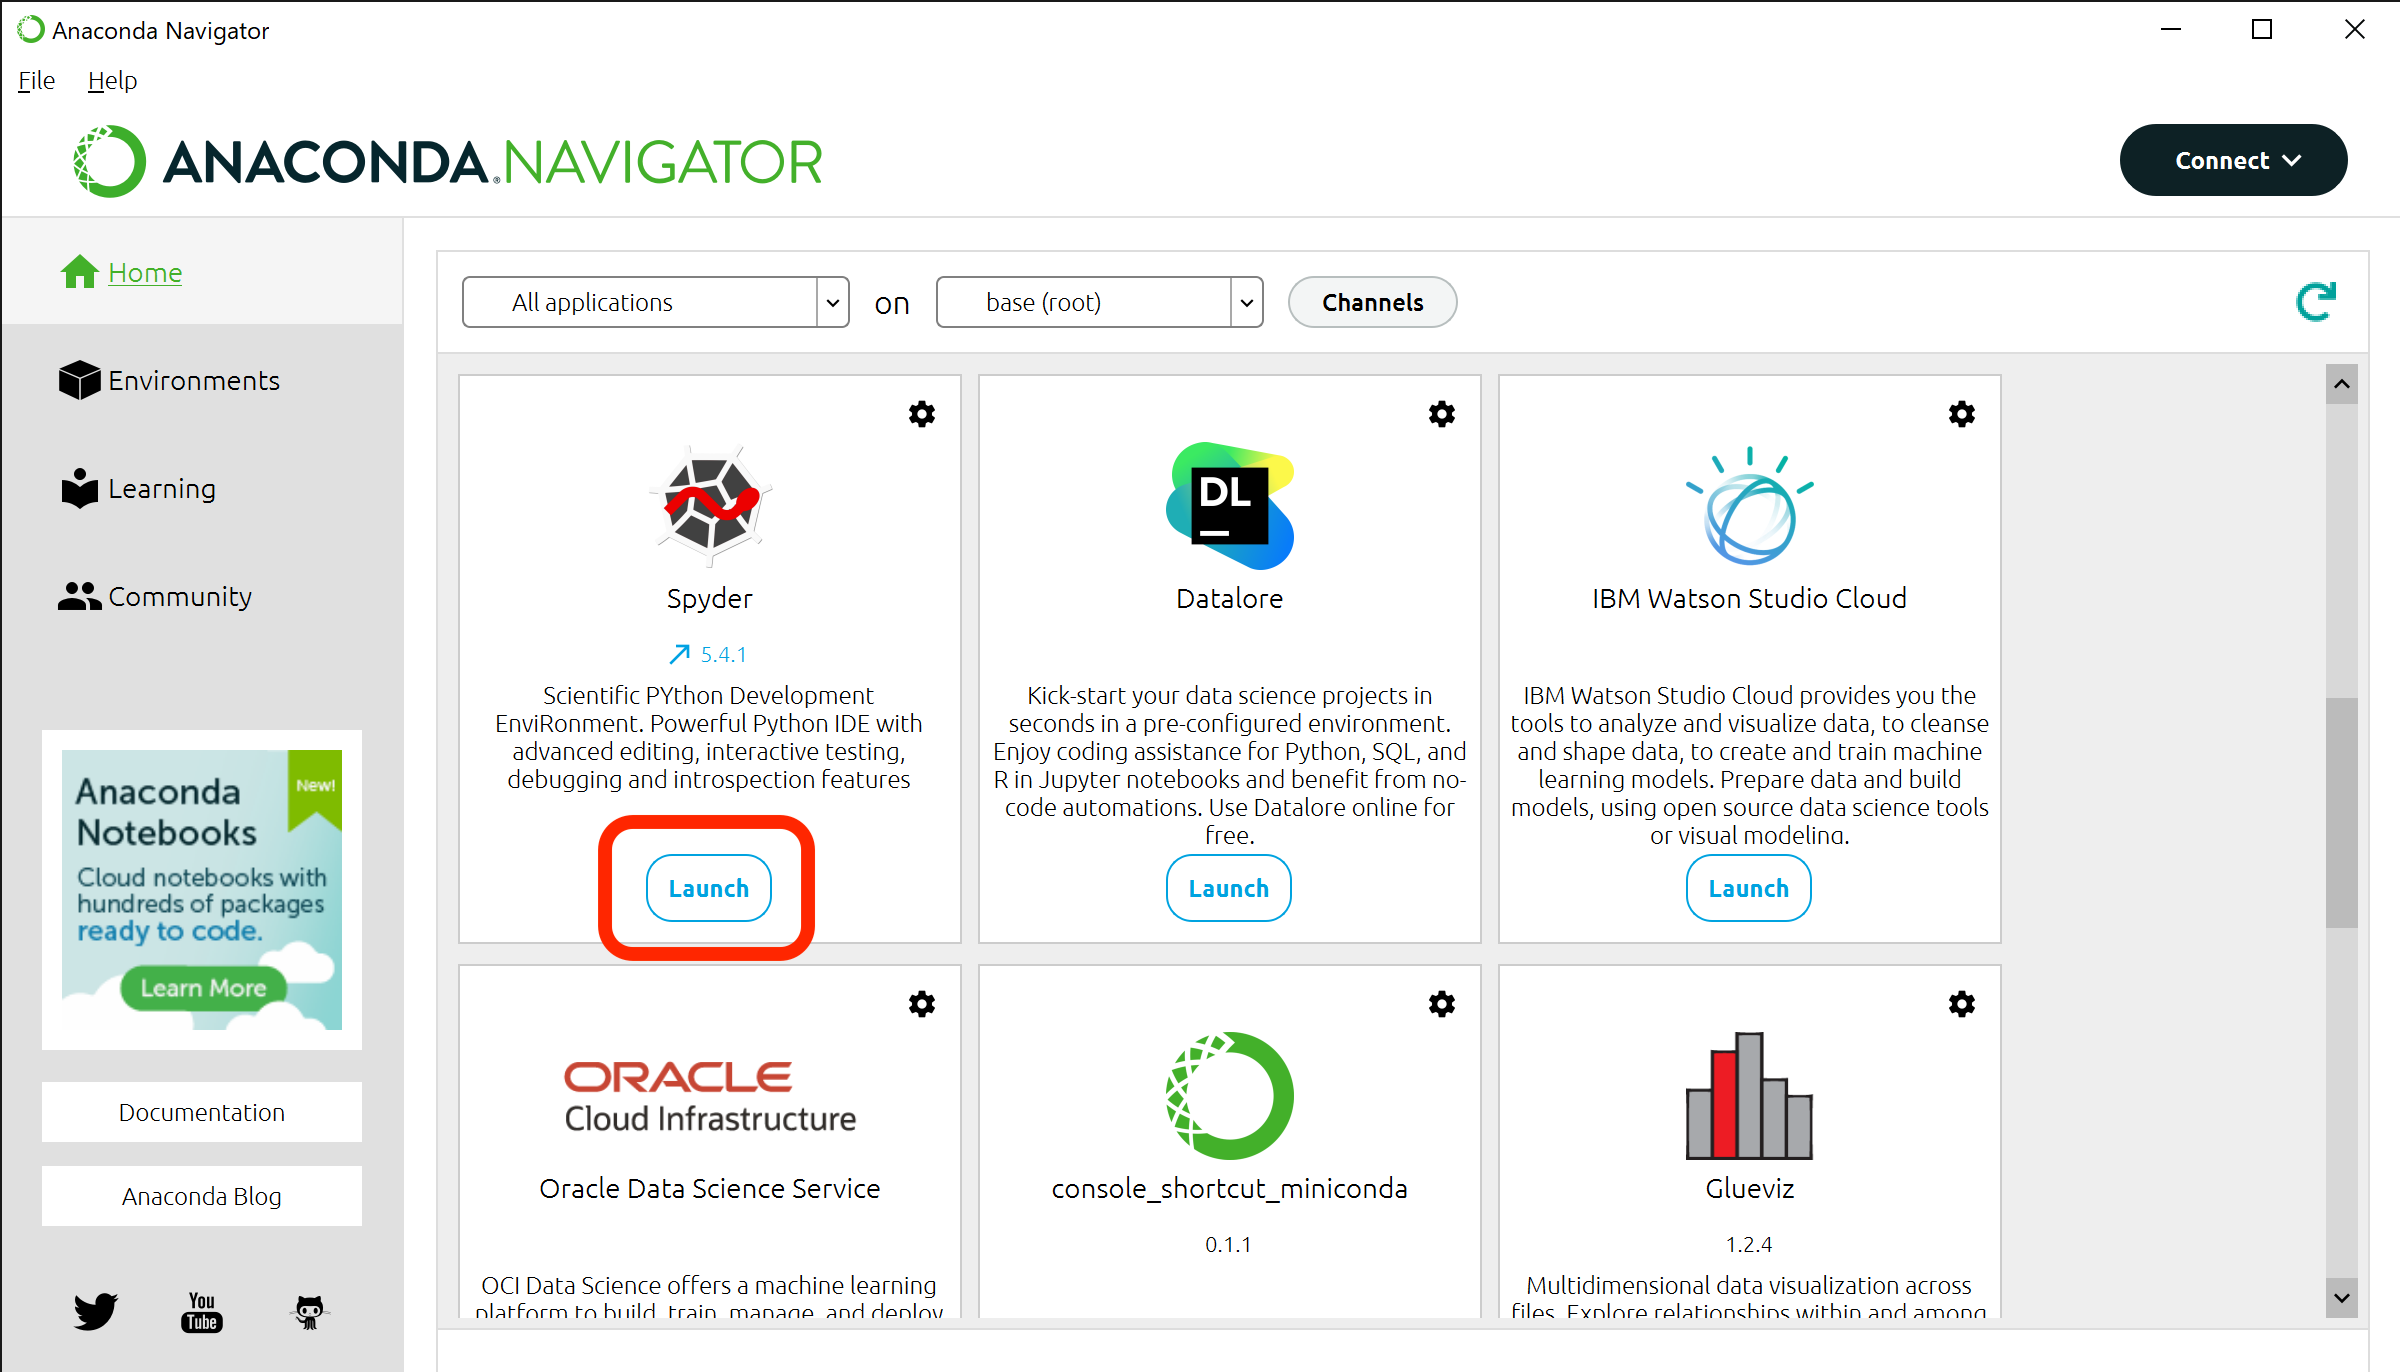 Anaconda Navigator
File Help
ANACONDA.NAVIGATOR
Connect
Home
Environments
Learning
Community
Anaconda
Notebooks
New!
Cloud notebooks with
hundreds of packages
ready to code.
Learn More
Documentation
Anaconda Blog
You
Tube
All applications on base (root) Channels
Spyder
5.4.1
Scientific PYthon Development
EnviRonment. Powerful Python IDE with
advanced editing, interactive testing,
debugging and introspection features
Launch
DL
Datalore
Kick-start your data science projects in
seconds in a pre-configured environment.
Enjoy coding assistance for Python, SQL, and
R in Jupyter notebooks and benefit from no-
code automations. Use Datalore online for
free.
Launch
IBM Watson Studio Cloud
IBM Watson Studio Cloud provides you the
tools to analyze and visualize data, to cleanse
and shape data, to create and train machine
learning models. Prepare data and build
models, using open source data science tools
or visual modeling.
Launch
ORACLE
Cloud Infrastructure
Oracle Data Science Service
OCI Data Science offers a machine learning
platform to build, train, manage, and deploy
console_shortcut_miniconda
0.1.1
Glueviz
1.2.4
Multidimensional data visualization across
files. Explore relationships within and among